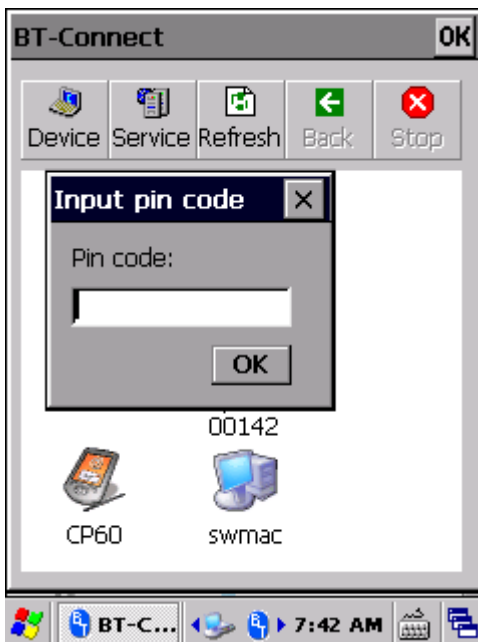 BT-Connect OK
Device Service Refresh Back Stop
Input pin code
Pin code:
OK
00142
CP60 swmac
BT-C... 7:42 AM